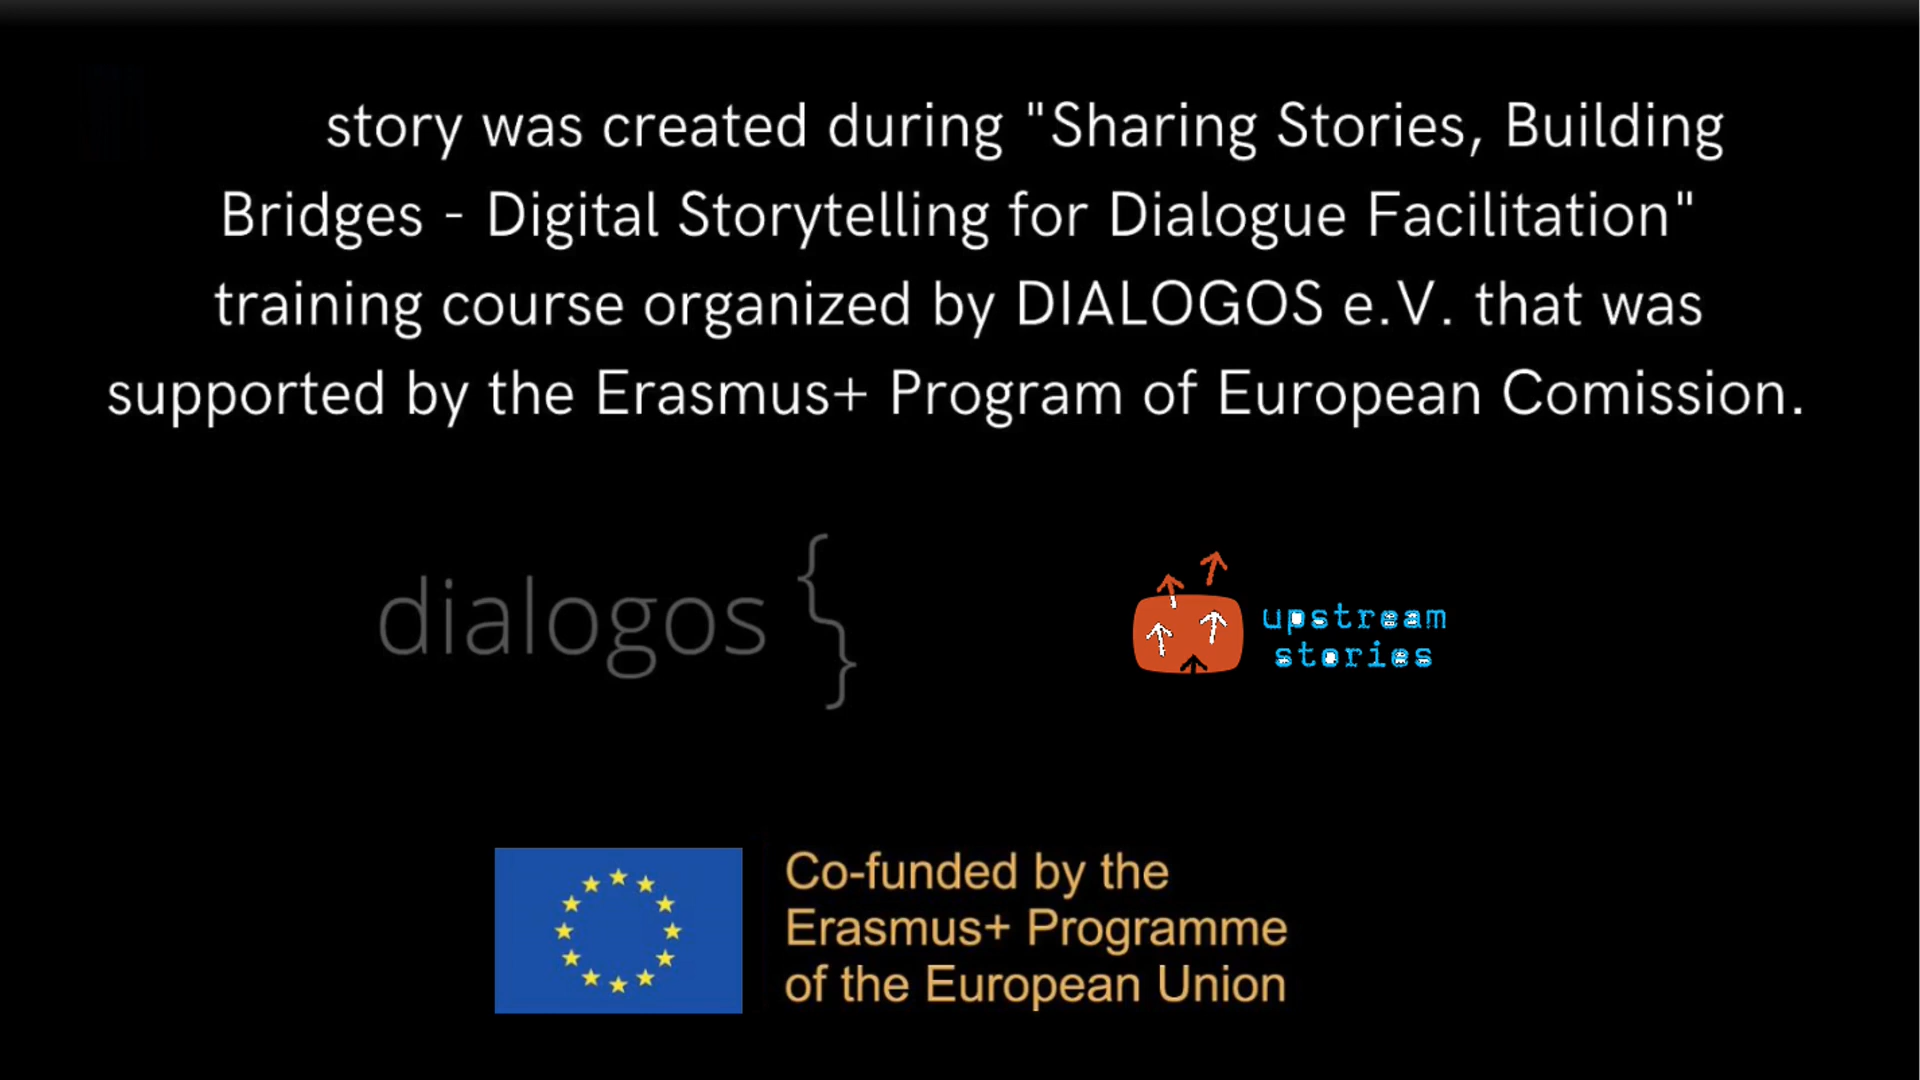 story was created during "Sharing Stories, Building
Bridges - Digital Storytelling for Dialogue Facilitation"
training course organized by DIALOGOS e.V. that was
supported by the Erasmus+ Program of European Comission.
dialogos
upstream
stories
Co-funded by the
Erasmus+ Programme
of the European Union